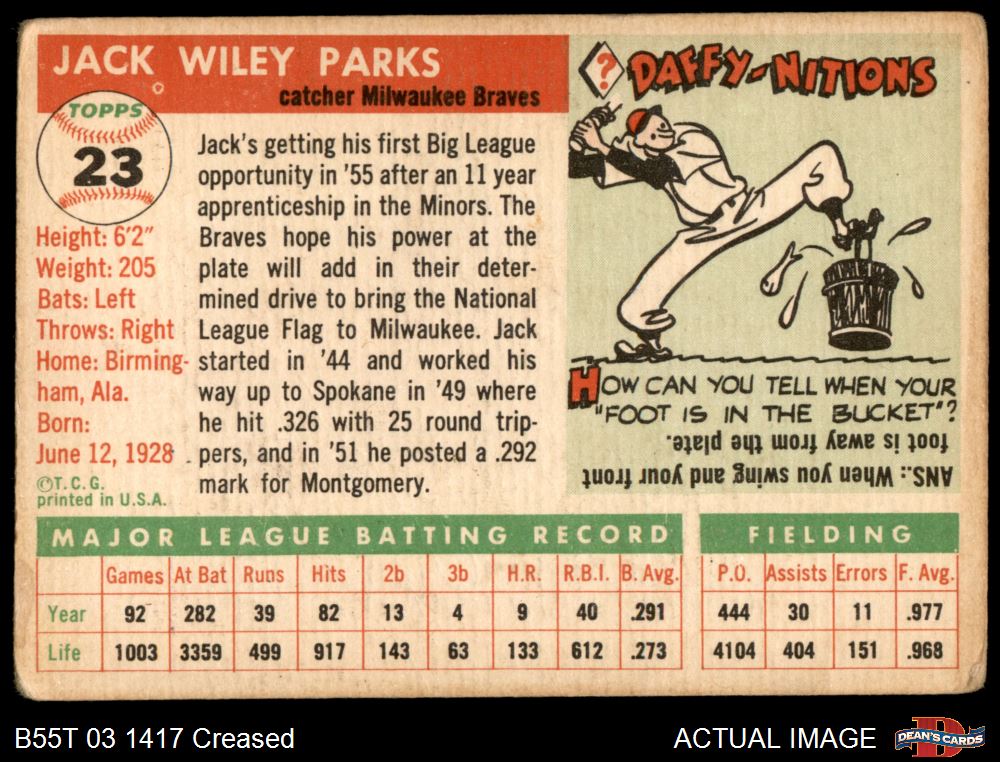 JACK WILEY PARKS
catcher Milwaukee Braves
TOPPS
23
Height: 6'2"
Weight: 205
Bats: Left
Throws: Right
Home: Birming-
ham, Ala.
Born:
June 12, 1928
©T.C.G.
printed in U.S.A.
Jack's getting his first Big League
opportunity in '55 after an 11 year
apprenticeship in the Minors. The
Braves hope his power at the
plate will add in their deter-
mined drive to bring the National
League Flag to Milwaukee. Jack
started in '44 and worked his
way up to Spokane in '49 where
he hit .326 with 25 round trip-
pers, and in '51 he posted a .292
mark for Montgomery.
?
DAFFY-NITIONS
HOW CAN YOU TELL WHEN YOUR
"FOOT IS IN THE BUCKET"?
ANS.: When you swing and your front
foot is away from the plate.
MAJOR LEAGUE BATTING RECORD
Games At Bat Runs Hits 2b 3b H.R. R.B.I. B. Avg.
Year 92 282 39 82 13 4 9 40 .291
Life 1003 3359 499 917 143 63 133 612 .273
FIELDING
P.O. Assists Errors F. Avg.
444 30 11 .977
4104 404 151 .968
B55T 03 1417 Creased
ACTUAL IMAGE
D
DEAN'S CARDS